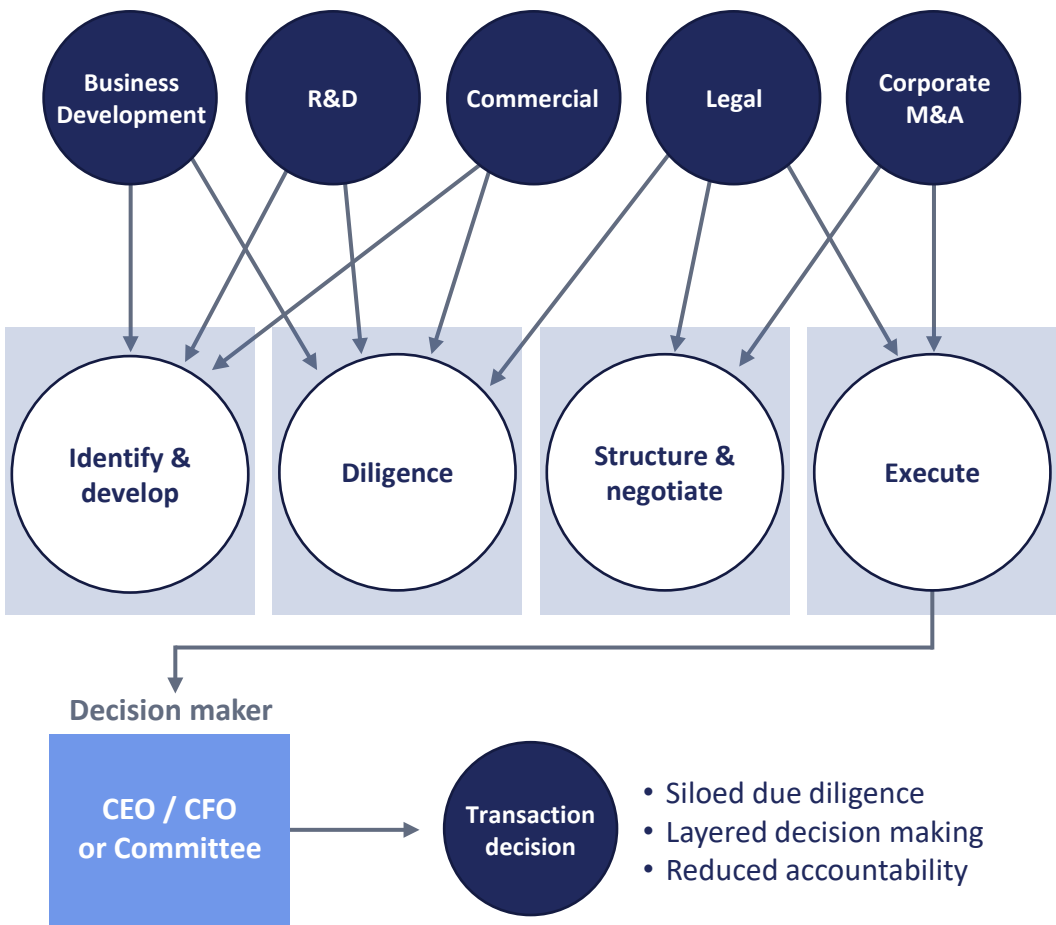 Business
Development
R&D
Commercial
Legal
Corporate
M&A
Identify &
develop
Diligence
Structure &
negotiate
Execute
Decision maker
CEO / CFO
or Committee
Transaction
decision
• Siloed due diligence
• Layered decision making
• Reduced accountability